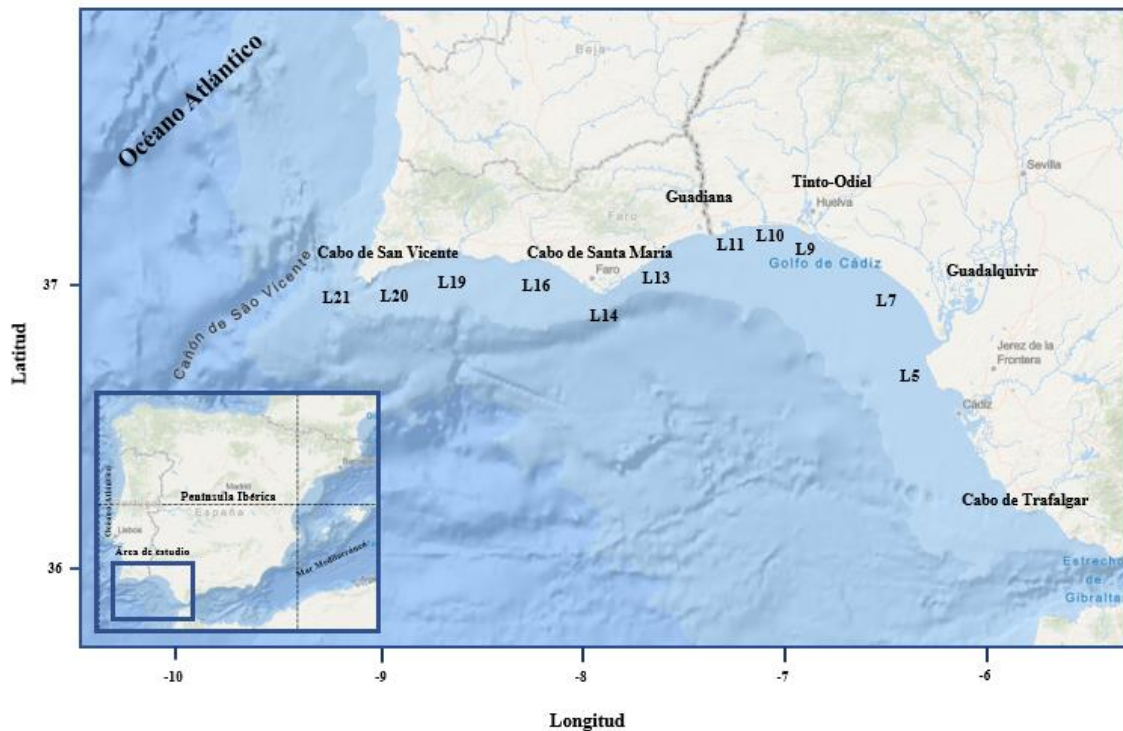 Océano Atlántico
Beja
Sevilla
Tinto-Odiel
Huelva
Guadiana
Faro
L11
L10
L9
Golfo de Cádiz
Cabo de San Vicente
Cabo de Santa María
Faro
L13
Guadalquivir
37
L21
L20
L19
L16
L14
L7
Cañón de São Vicente
Jerez de la
Frontera
L5
Cádiz
Latitud
Cabo de Trafalgar
Madrid
Península Ibérica
España
Océano Atlántico
Lisboa
Área de estudio
Mar Mediterráneo
36
Estrecho
de
Gibralta
-10
-9
-8
-7
-6
Longitud